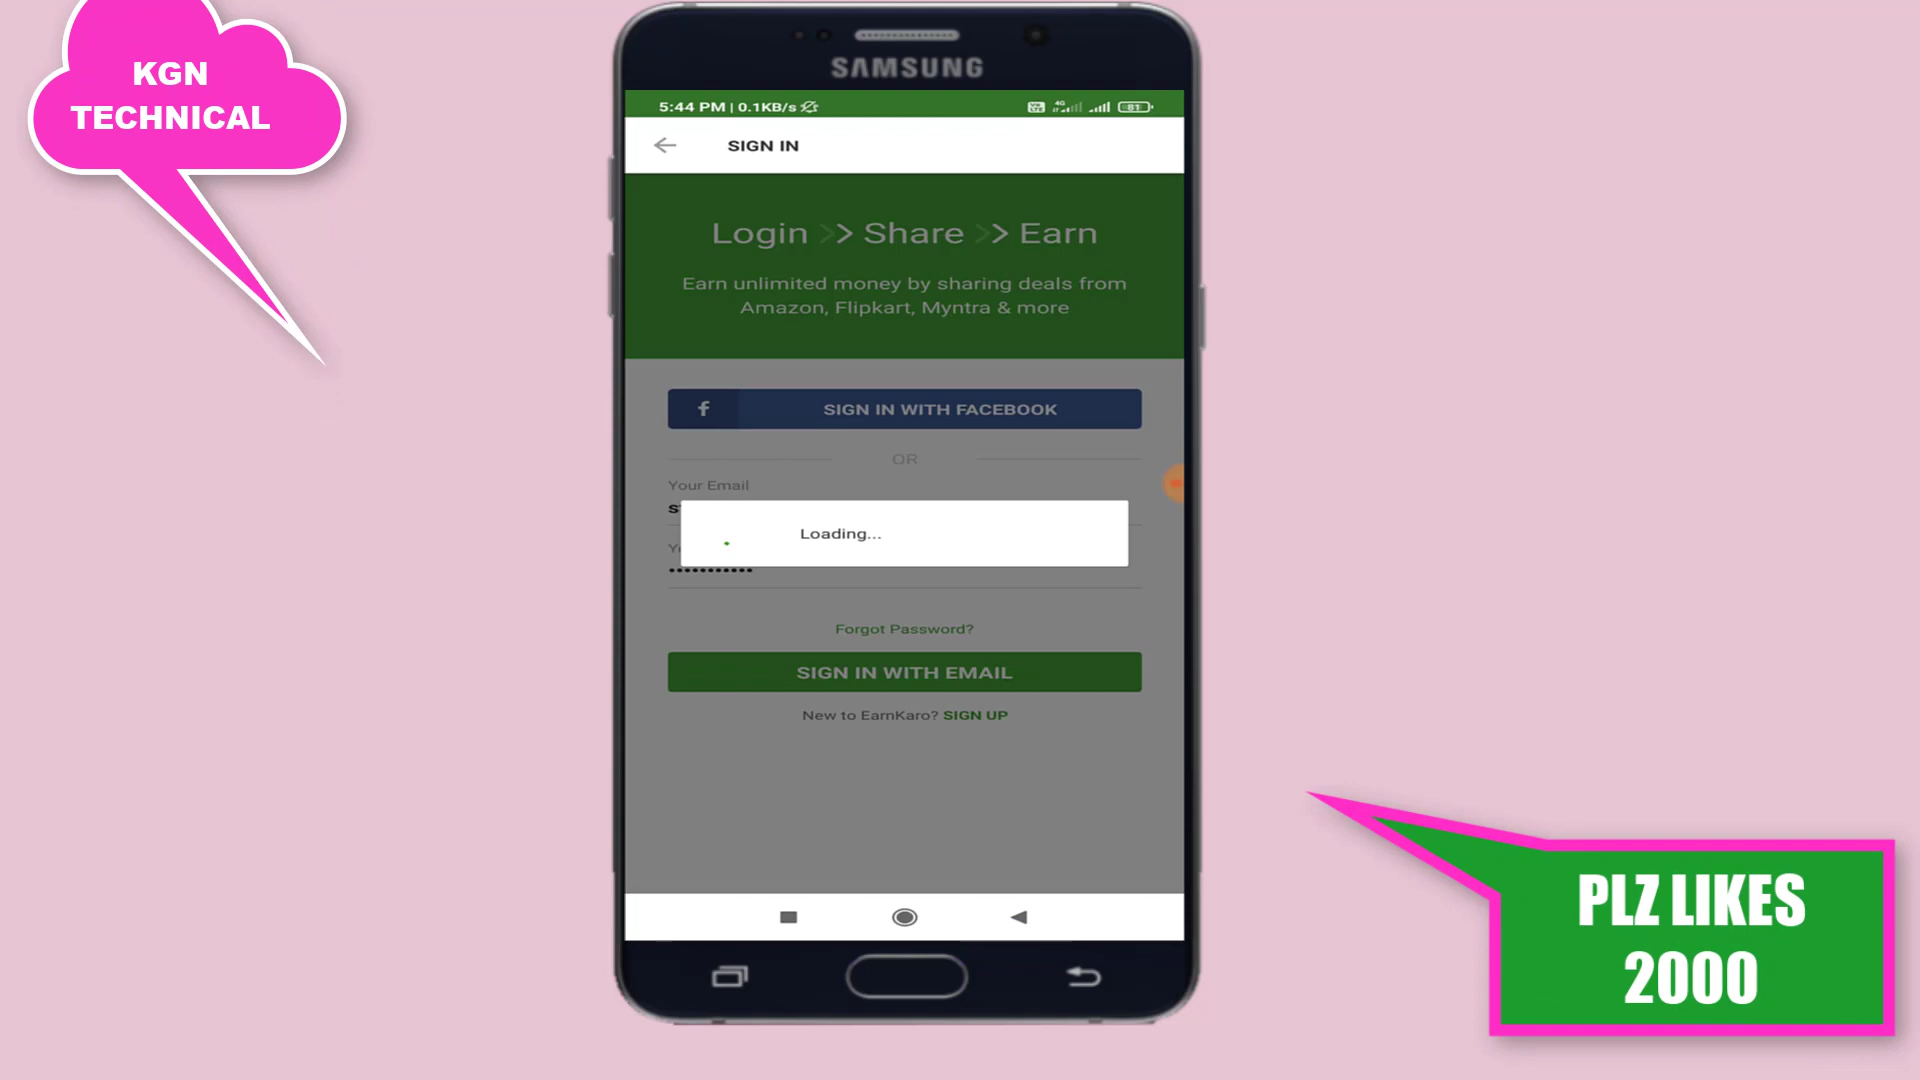 KGN
TECHNICAL
SAMSUNG
5:44 PM | 0.1KB/s
4G
81
SIGN IN
Login >> Share >> Earn
Earn unlimited money by sharing deals from
Amazon, Flipkart, Myntra & more
f SIGN IN WITH FACEBOOK
OR
Your Email
Loading...
Forgot Password?
SIGN IN WITH EMAIL
New to EarnKaro? SIGN UP
PLZ LIKES
2000